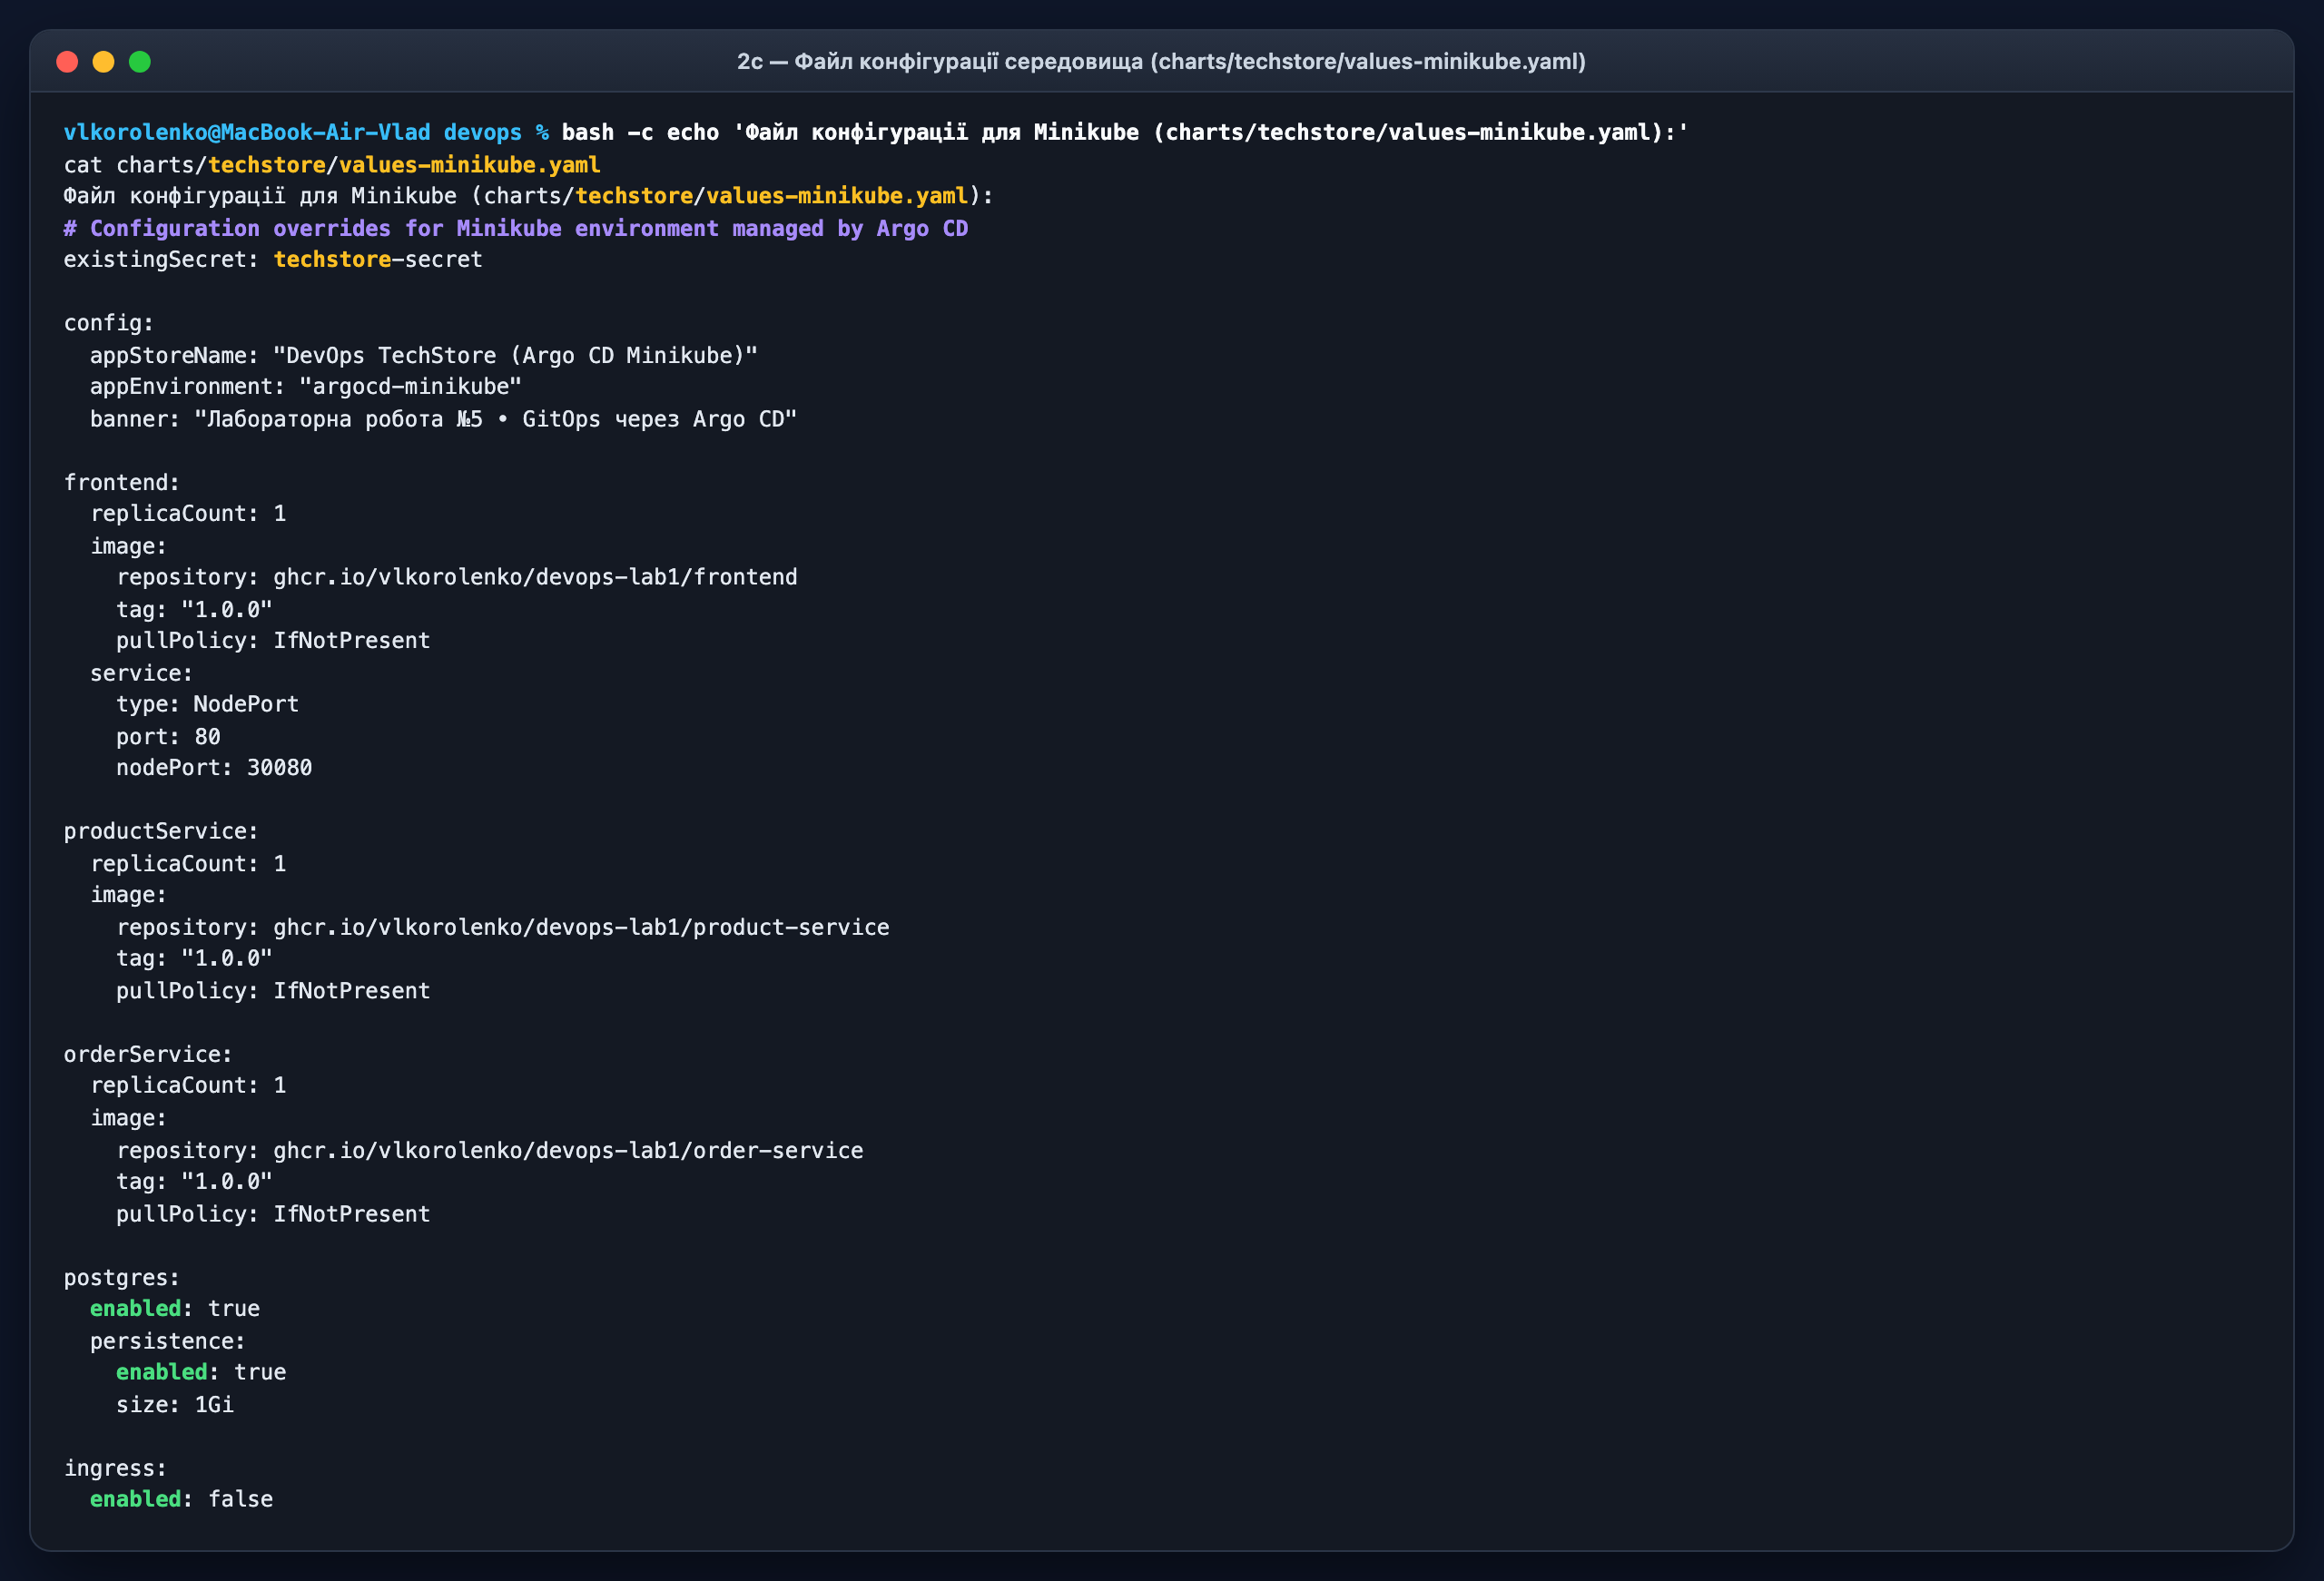 2c — Файл конфігурації середовища (charts/techstore/values-minikube.yaml)
vlkorolenko@MacBook-Air-Vlad devops % bash -c echo 'Файл конфігурації для Minikube (charts/techstore/values-minikube.yaml):'
cat charts/techstore/values-minikube.yaml
Файл конфігурації для Minikube (charts/techstore/values-minikube.yaml):
# Configuration overrides for Minikube environment managed by Argo CD
existingSecret: techstore-secret

config:
  appStoreName: "DevOps TechStore (Argo CD Minikube)"
  appEnvironment: "argocd-minikube"
  banner: "Лабораторна робота №5 • GitOps через Argo CD"

frontend:
  replicaCount: 1
  image:
    repository: ghcr.io/vlkorolenko/devops-lab1/frontend
    tag: "1.0.0"
    pullPolicy: IfNotPresent
  service:
    type: NodePort
    port: 80
    nodePort: 30080

productService:
  replicaCount: 1
  image:
    repository: ghcr.io/vlkorolenko/devops-lab1/product-service
    tag: "1.0.0"
    pullPolicy: IfNotPresent

orderService:
  replicaCount: 1
  image:
    repository: ghcr.io/vlkorolenko/devops-lab1/order-service
    tag: "1.0.0"
    pullPolicy: IfNotPresent

postgres:
  enabled: true
  persistence:
    enabled: true
    size: 1Gi

ingress:
  enabled: false